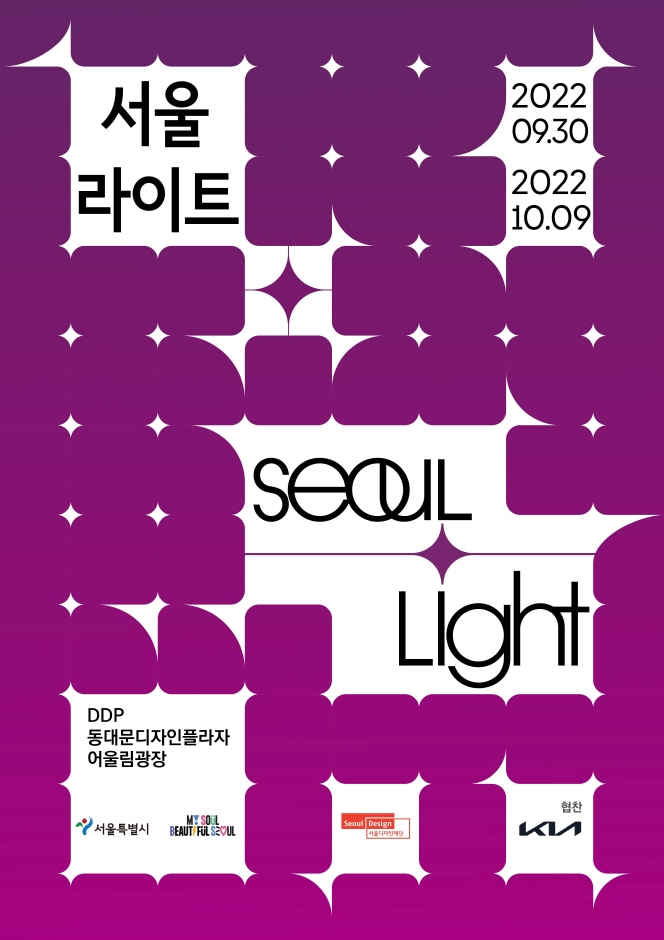 서울
라이트
2022
09.30
2022
10.09
seoul
Light
DDP
동대문디자인플라자
어울림광장
서울특별시
MY SOUL
BEAUTIFUL SEOUL
Seoul Design
서울디자인재단
협찬
KIA